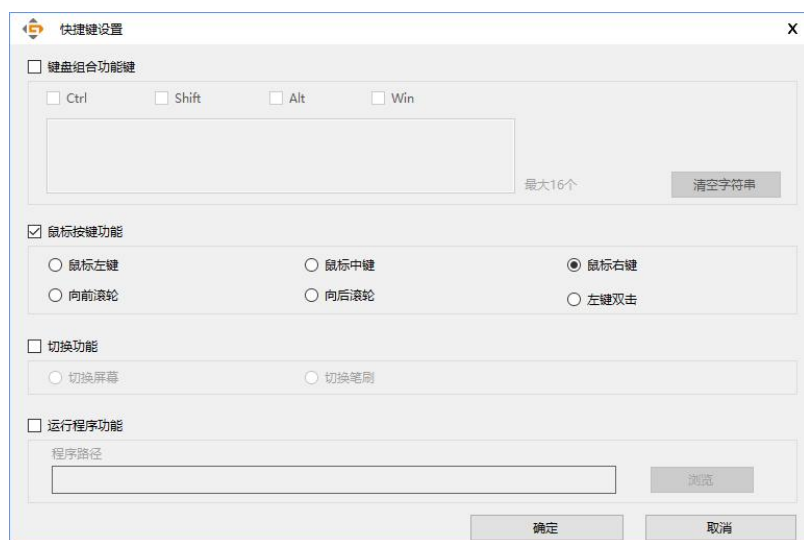 快捷键设置
X
键盘组合功能键
Ctrl Shift Alt Win
最大16个 清空字符串
鼠标按键功能
鼠标左键 鼠标中键 鼠标右键
向前滚轮 向后滚轮 左键双击
切换功能
切换屏幕 切换笔刷
运行程序功能
程序路径
浏览
确定 取消